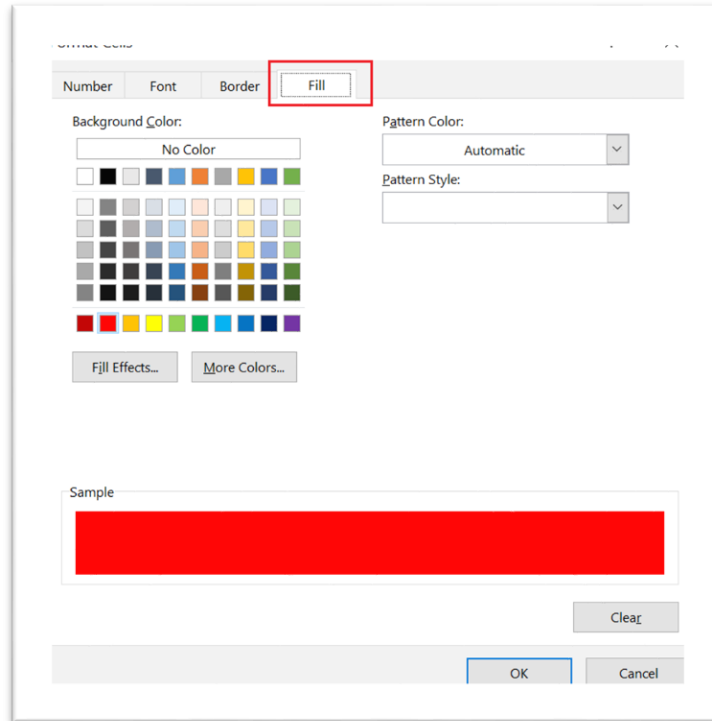 Number Font Border Fill
Background Color: Pattern Color:
No Color Automatic
Pattern Style:
Fill Effects... More Colors...
Sample
Clear
OK Cancel